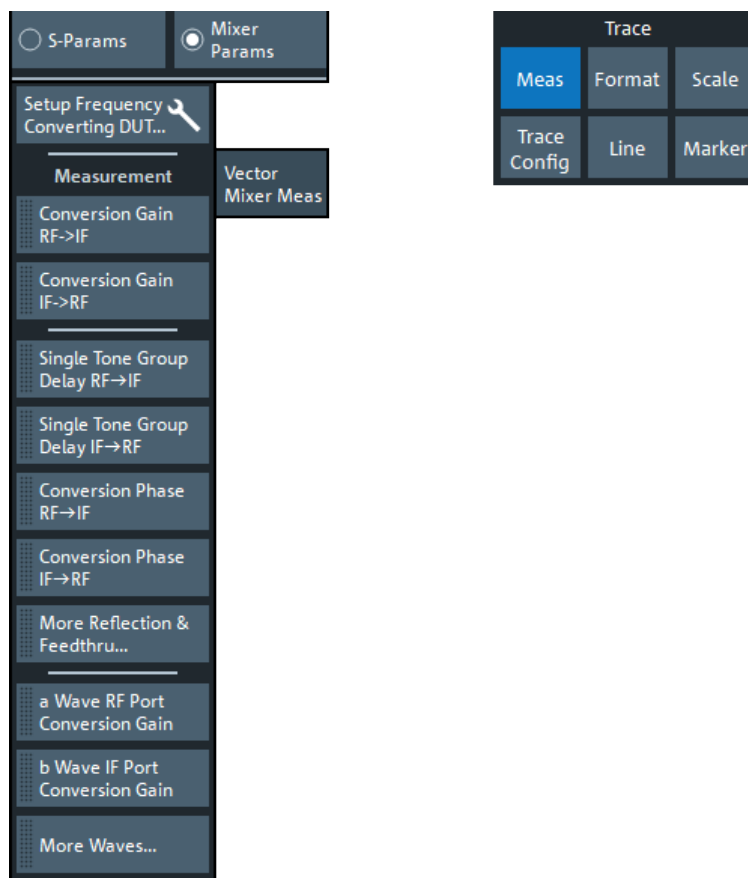 S-Params
Mixer
Params
Setup Frequency
Converting DUT...
Measurement
Conversion Gain
RF->IF
Conversion Gain
IF->RF
Single Tone Group
Delay RF→IF
Single Tone Group
Delay IF→RF
Conversion Phase
RF→IF
Conversion Phase
IF→RF
More Reflection &
Feedthru...
a Wave RF Port
Conversion Gain
b Wave IF Port
Conversion Gain
More Waves...
Vector
Mixer Meas
Trace
Meas
Format
Scale
Trace
Config
Line
Marker